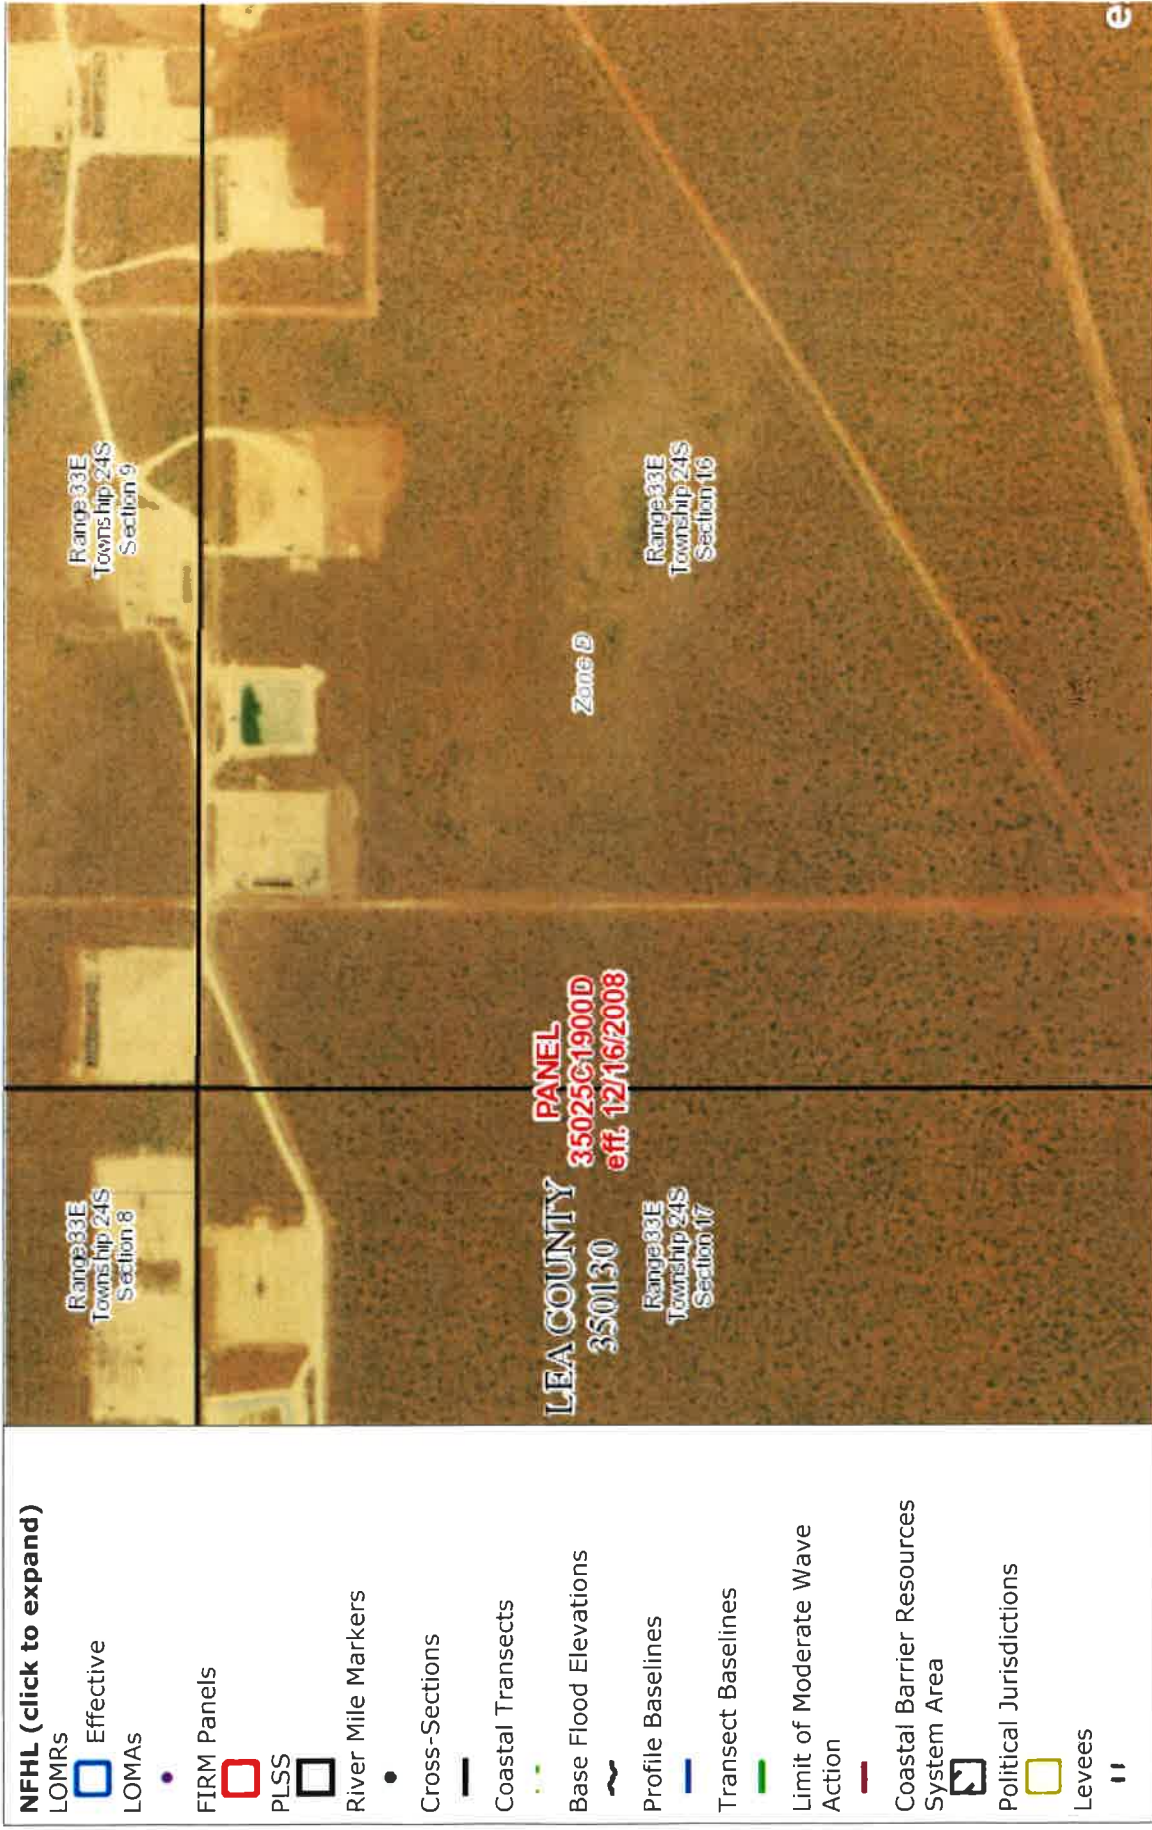 NFHL (click to expand)
LOMRs
Effective
LOMAs
FIRM Panels
PLSS
River Mile Markers
Cross-Sections
Coastal Transects
Base Flood Elevations
Profile Baselines
Transect Baselines
Limit of Moderate Wave
Action
Coastal Barrier Resources
System Area
Political Jurisdictions
Levees
Range 33E
Township 24S
Section 8
Range 33E
Township 24S
Section 9
LEA COUNTY
350130
PANEL
35025C1900D
eff. 12/16/2008
Zone D
Range 33E
Township 24S
Section 17
Range 33E
Township 24S
Section 16